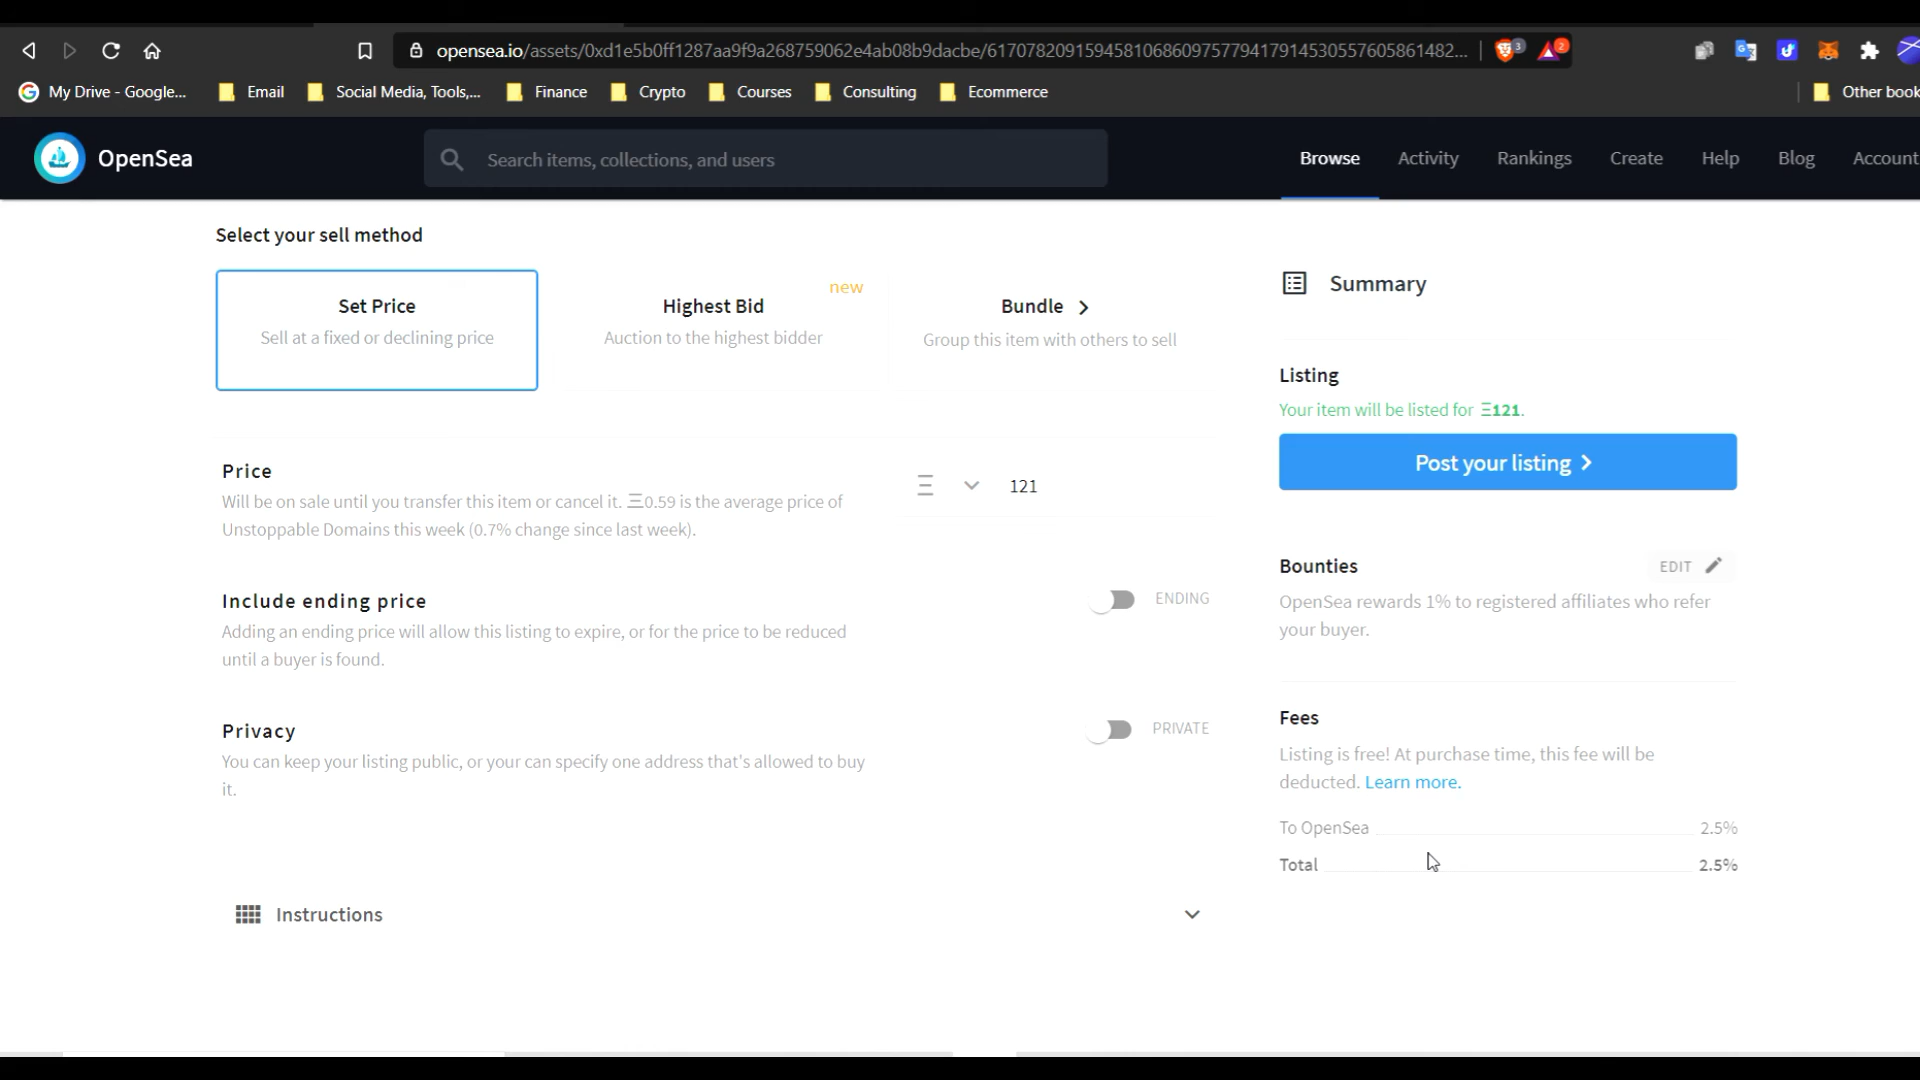 opensea.io/assets/0xd1e5b0ff1287aa9f9a268759062e4ab08b9dacbe/61707820915945810686097577941791453055760586148​2...
3
2
My Drive - Google...
Email
Social Media, Tools,...
Finance
Crypto
Courses
Consulting
Ecommerce
Other book
OpenSea
Search items, collections, and users
Browse
Activity
Rankings
Create
Help
Blog
Account
Select your sell method
Set Price
Sell at a fixed or declining price
new
Highest Bid
Auction to the highest bidder
Bundle >
Group this item with others to sell
Price
Will be on sale until you transfer this item or cancel it. Ξ0.59 is the average price of
Unstoppable Domains this week (0.7% change since last week).
Ξ 121
Include ending price
Adding an ending price will allow this listing to expire, or for the price to be reduced
until a buyer is found.
ENDING
Privacy
You can keep your listing public, or your can specify one address that's allowed to buy
it.
PRIVATE
Instructions
Summary
Listing
Your item will be listed for Ξ121.
Post your listing >
Bounties
EDIT
OpenSea rewards 1% to registered affiliates who refer
your buyer.
Fees
Listing is free! At purchase time, this fee will be
deducted. Learn more.
To OpenSea 2.5%
Total 2.5%